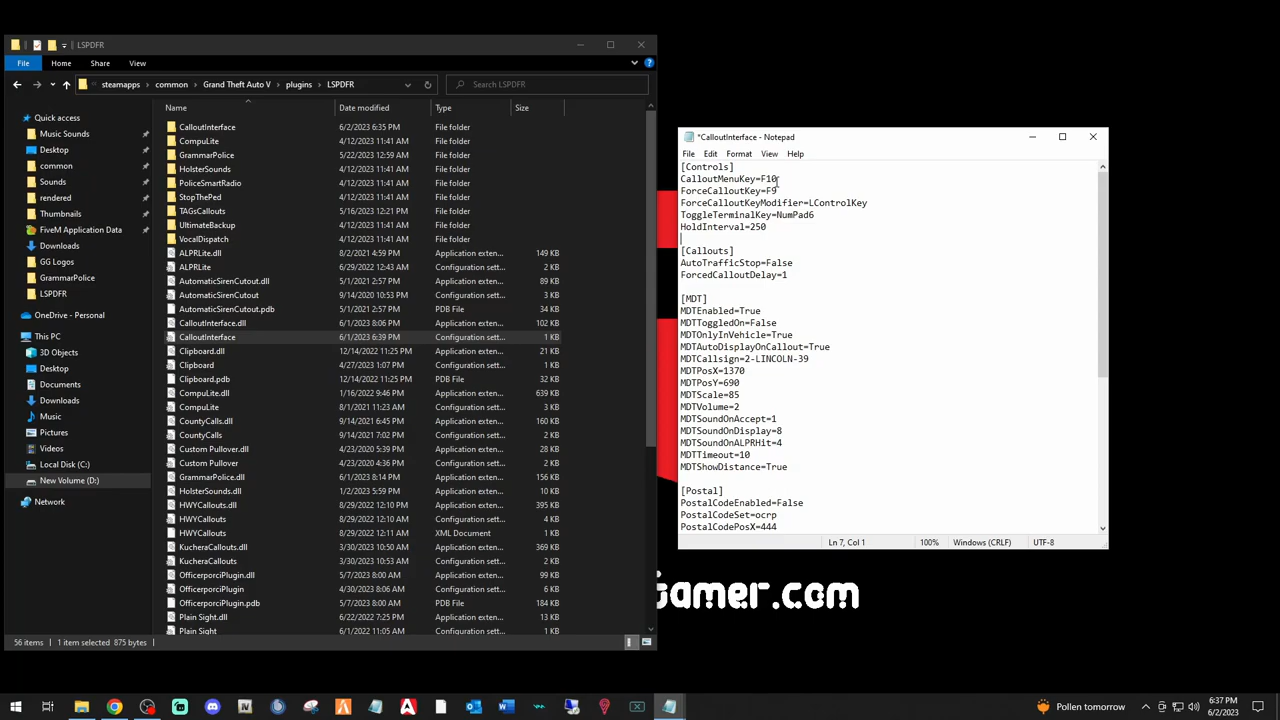 LSPDFR
File
Home
Share
View
steamapps
common
Grand Theft Auto V
plugins
LSPDFR
Search LSPDFR
Quick access
Music Sounds
Desktop
common
Sounds
rendered
Thumbnails
FiveM Application Data
Downloads
GG Logos
GrammarPolice
LSPDFR
OneDrive - Personal
This PC
3D Objects
Desktop
Documents
Downloads
Music
Pictures
Videos
Local Disk (C:)
New Volume (D:)
Network
Name Date modified Type Size
CalloutInterface 6/2/2023 6:35 PM File folder
CompuLite 4/12/2023 11:41 AM File folder
GrammarPolice 5/22/2023 12:59 AM File folder
HolsterSounds 4/12/2023 11:41 AM File folder
PoliceSmartRadio 4/12/2023 11:41 AM File folder
StopThePed 4/12/2023 11:41 AM File folder
TAGsCallouts 5/16/2023 12:21 PM File folder
UltimateBackup 4/12/2023 11:41 AM File folder
VocalDispatch 4/12/2023 11:41 AM File folder
ALPRLite.dll 8/2/2021 4:59 PM Application exten... 149 KB
ALPRLite 6/29/2022 12:43 AM Configuration sett... 2 KB
AutomaticSirenCutout.dll 5/1/2021 2:57 PM Application exten... 89 KB
AutomaticSirenCutout 9/14/2020 10:53 PM Configuration sett... 3 KB
AutomaticSirenCutout.pdb 5/1/2021 2:57 PM PDB File 34 KB
CalloutInterface.dll 6/1/2023 8:06 PM Application exten... 102 KB
CalloutInterface 6/1/2023 6:39 PM Configuration sett... 1 KB
Clipboard.dll 12/14/2022 11:25 PM Application exten... 21 KB
Clipboard 4/27/2023 1:07 PM Configuration sett... 1 KB
Clipboard.pdb 12/14/2022 11:25 PM PDB File 32 KB
CompuLite.dll 1/16/2022 9:46 PM Application exten... 639 KB
CompuLite 8/1/2021 11:23 AM Configuration sett... 3 KB
CountyCalls.dll 9/14/2021 6:45 PM Application exten... 160 KB
CountyCalls 9/14/2021 7:02 PM Configuration sett... 1 KB
Custom Pullover.dll 4/23/2020 5:39 PM Application exten... 28 KB
Custom Pullover 4/23/2020 4:36 PM Configuration sett... 1 KB
GrammarPolice.dll 6/1/2023 8:14 PM Application exten... 156 KB
HolsterSounds.dll 1/2/2023 5:59 PM Application exten... 10 KB
HWYCallouts.dll 8/29/2022 12:10 PM Application exten... 395 KB
HWYCallouts 8/29/2022 12:10 PM Configuration sett... 4 KB
HWYCallouts 8/29/2022 12:11 AM XML Document 1 KB
KucheraCallouts.dll 3/30/2023 10:53 AM Application exten... 369 KB
KucheraCallouts 3/30/2023 10:53 AM Configuration sett... 2 KB
OfficerporciPlugin.dll 5/7/2023 8:00 AM Application exten... 99 KB
OfficerporciPlugin 4/30/2023 8:06 AM Configuration sett... 6 KB
OfficerporciPlugin.pdb 5/7/2023 8:00 AM PDB File 184 KB
Plain Sight.dll 6/22/2022 7:25 PM Application exten... 13 KB
Plain Sight 6/1/2022 11:05 AM Configuration sett... 1 KB
56 items 1 item selected 875 bytes
*CalloutInterface - Notepad
File Edit Format View Help
[Controls]
CalloutMenuKey=F10
ForceCalloutKey=F9
ForceCalloutKeyModifier=LControlKey
ToggleTerminalKey=NumPad6
HoldInterval=250
[Callouts]
AutoTrafficStop=False
ForcedCalloutDelay=1
[MDT]
MDTEnabled=True
MDTToggledOn=False
MDTOnlyInVehicle=True
MDTAutoDisplayOnCallout=True
MDTCallsign=2-LINCOLN-39
MDTPosX=1370
MDTPosY=690
MDTScale=85
MDTVolume=2
MDTSoundOnAccept=1
MDTSoundOnDisplay=8
MDTSoundOnALPRHit=4
MDTTimeout=10
MDTShowDistance=True
[Postal]
PostalCodeEnabled=False
PostalCodeSet=ocrp
PostalCodePosX=444
Ln 7, Col 1 100% Windows (CRLF) UTF-8
Gamer.com
Pollen tomorrow
6:37 PM
6/2/2023